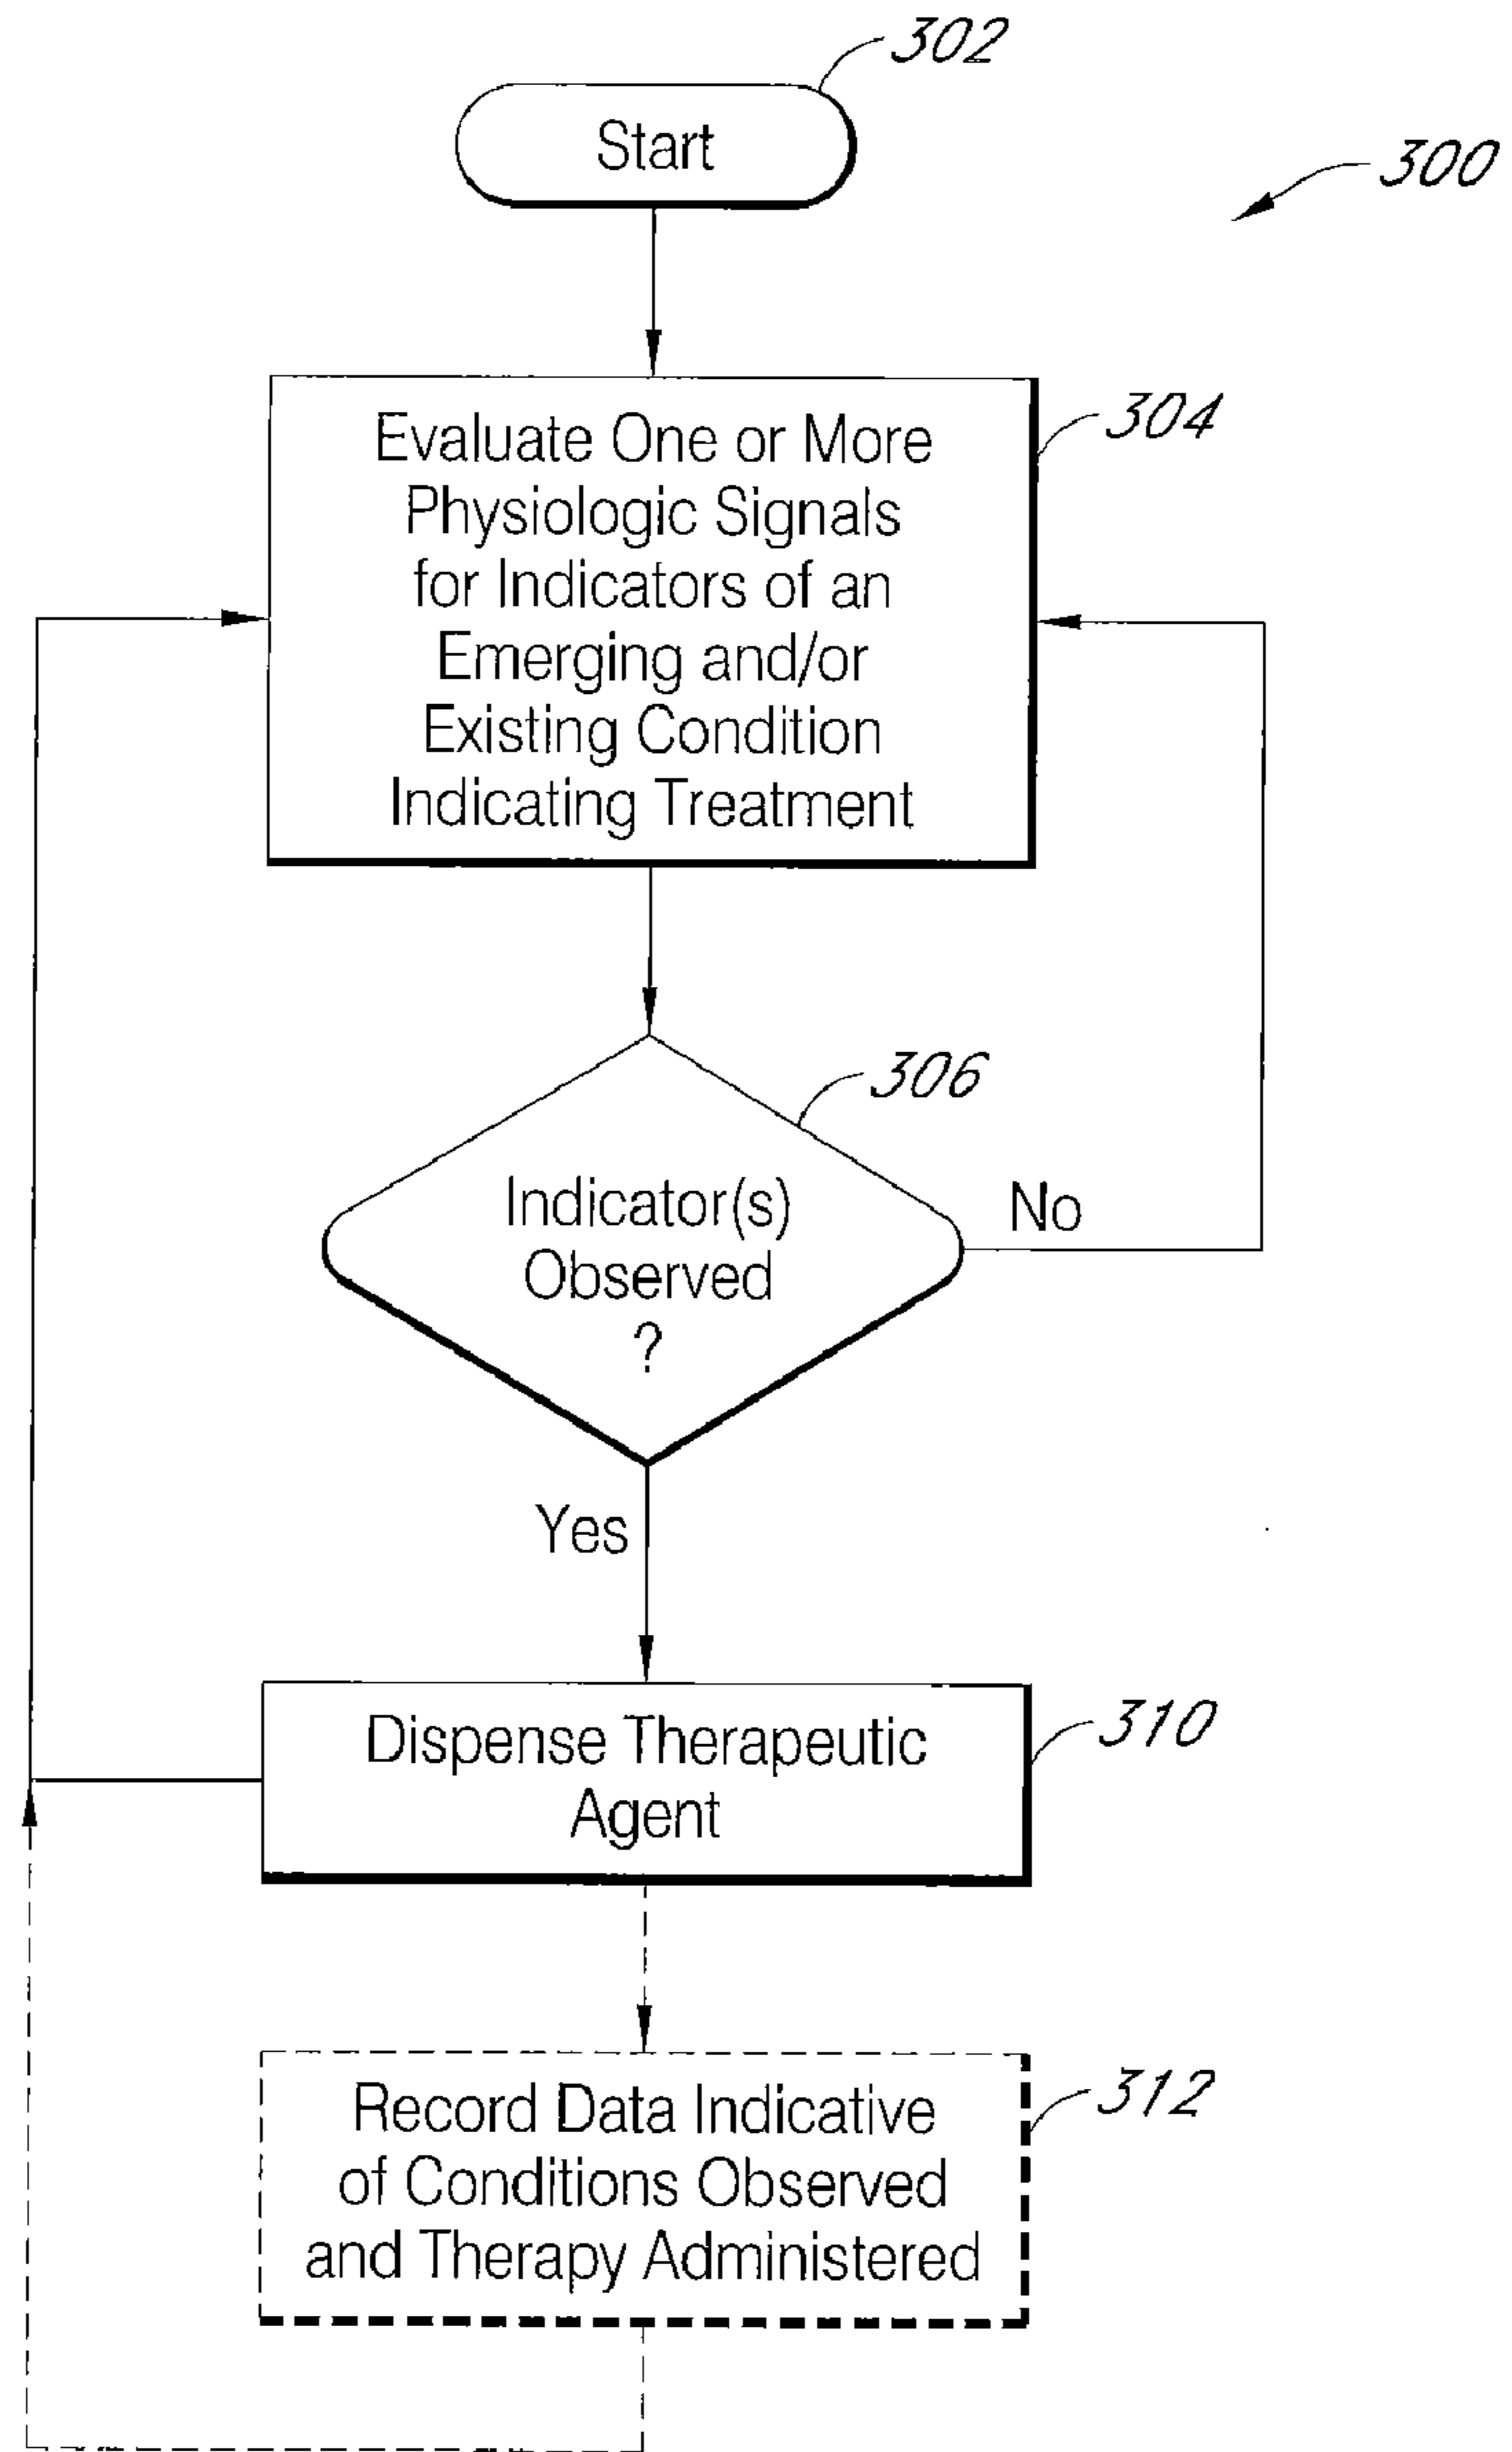 302
Start
300
304
Evaluate One or More
Physiologic Signals
for Indicators of an
Emerging and/or
Existing Condition
Indicating Treatment
306
Indicator(s)
Observed
?
No
Yes
310
Dispense Therapeutic
Agent
312
Record Data Indicative
of Conditions Observed
and Therapy Administered